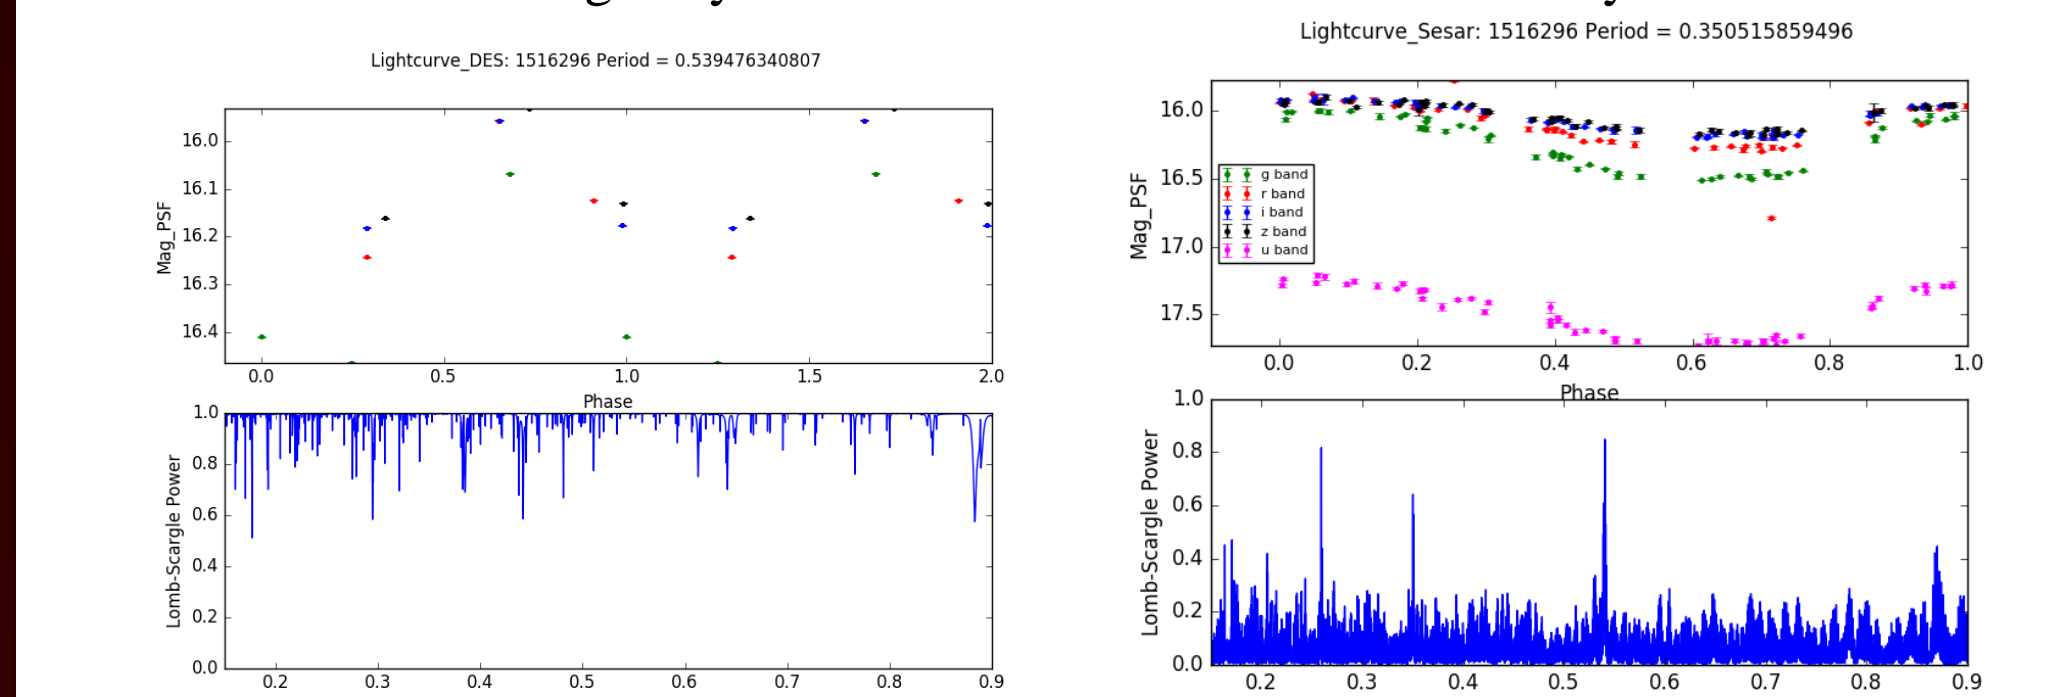 Lightcurve_DES: 1516296 Period = 0.539476340807
Mag_PSF
16.0
16.1
16.2
16.3
16.4
0.0 0.5 1.0 1.5 2.0
Phase
Lomb-Scargle Power
1.0
0.8
0.6
0.4
0.2
0.0
0.2 0.3 0.4 0.5 0.6 0.7 0.8 0.9
Lightcurve_Sesar: 1516296 Period = 0.350515859496
Mag_PSF
16.0
16.5
17.0
17.5
g band
r band
i band
z band
u band
0.0 0.2 0.4 0.6 0.8 1.0
Phase
Lomb-Scargle Power
1.0
0.8
0.6
0.4
0.2
0.0
0.2 0.3 0.4 0.5 0.6 0.7 0.8 0.9